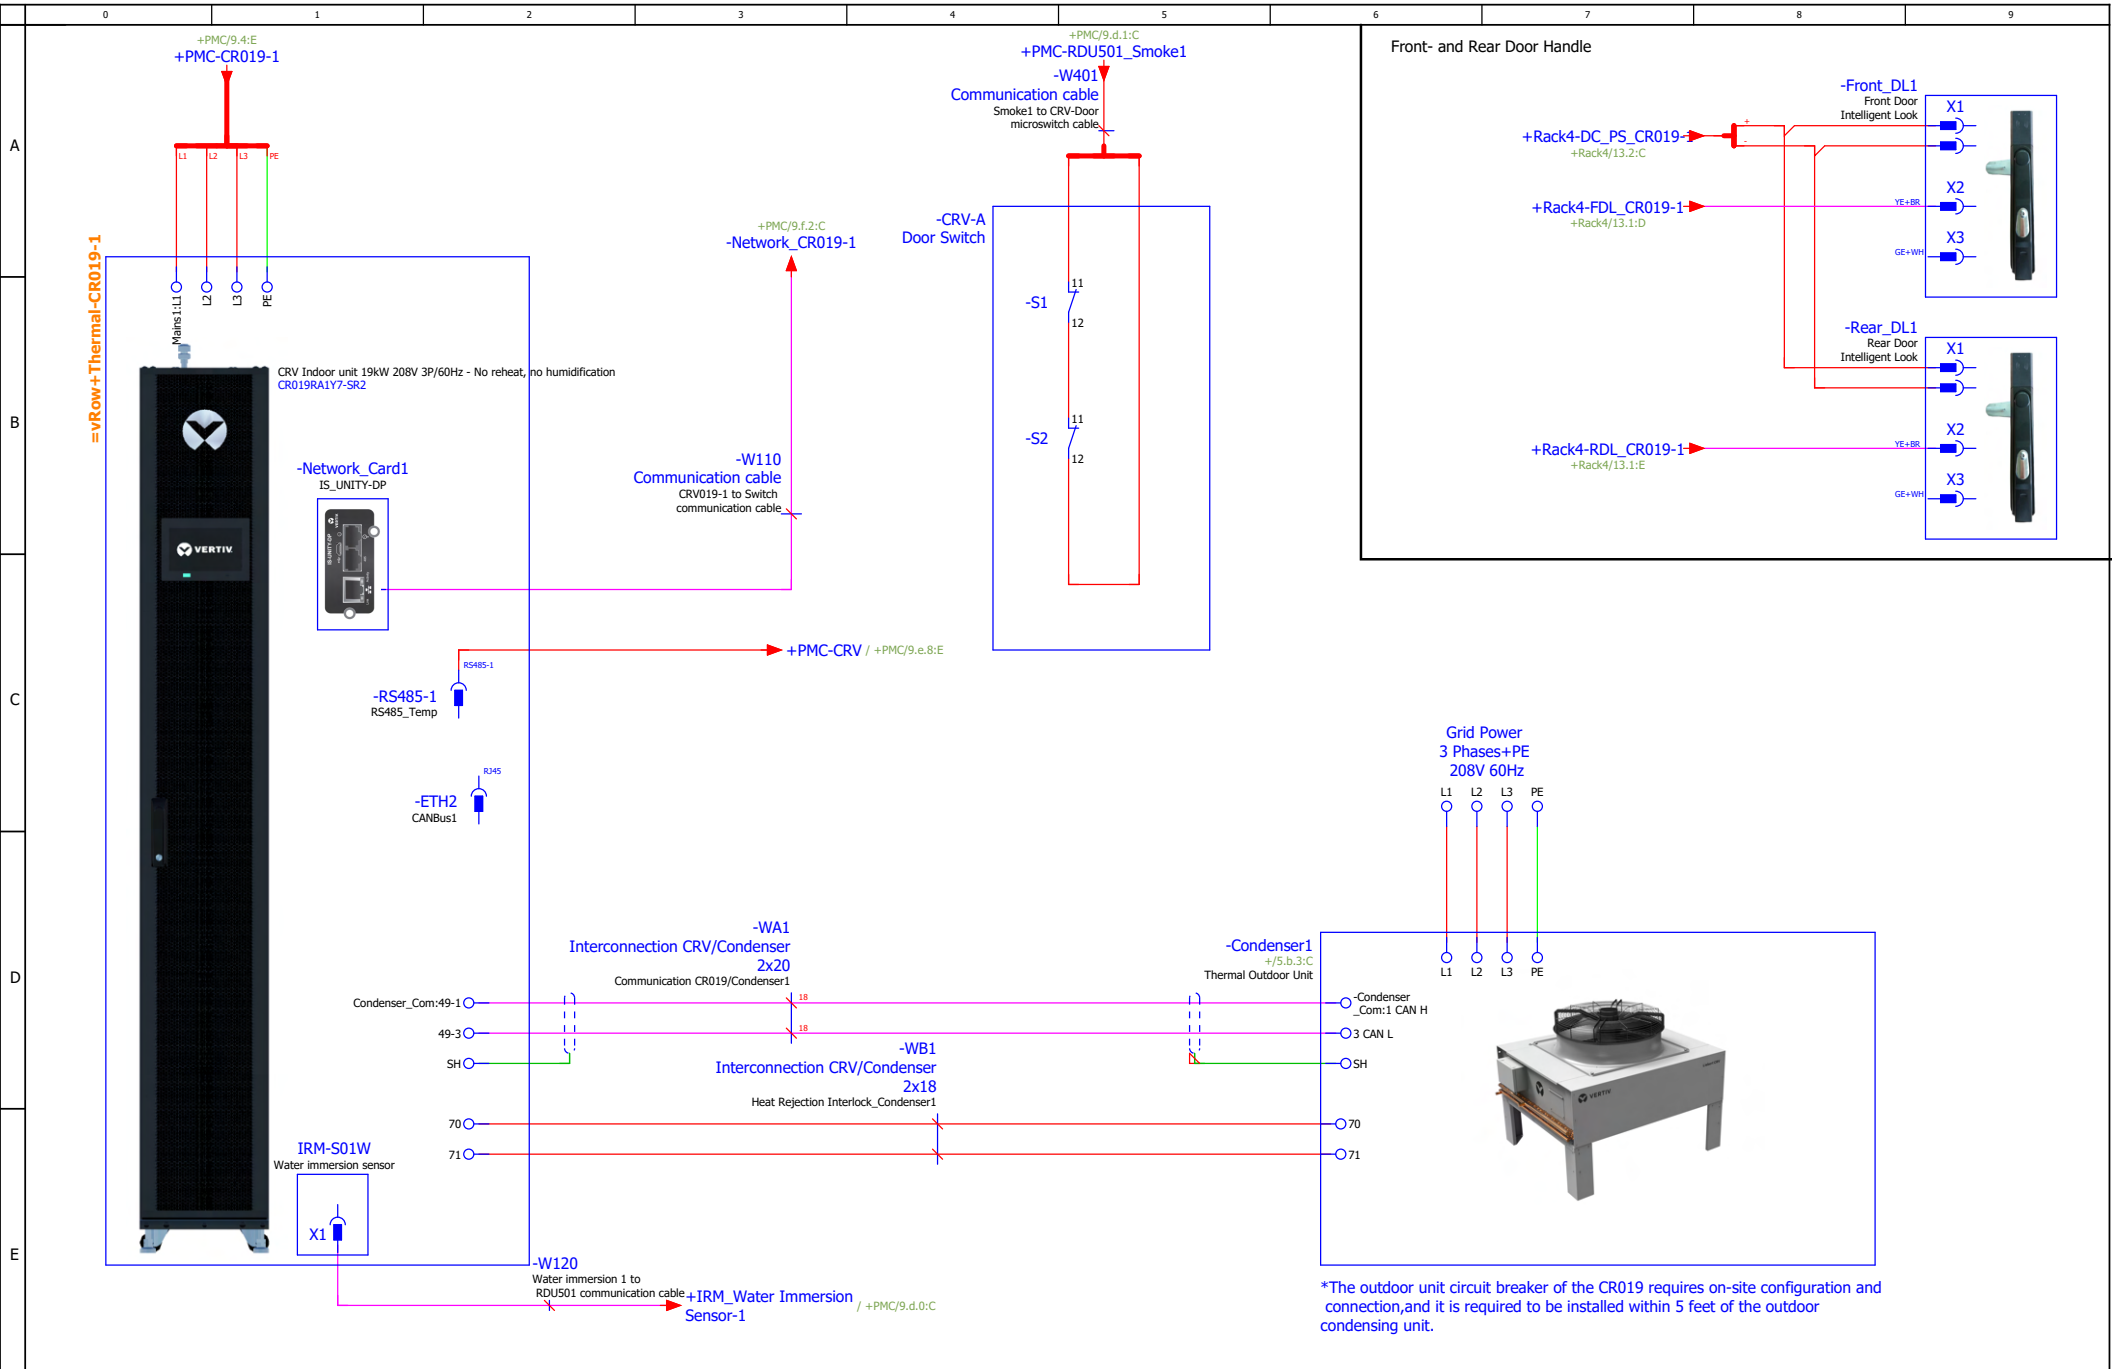 0 1 2 3 4 5 6 7 8 9
A
B
C
D
E
+PMC/9.4:E
+PMC-CR019-1
L1 L2 L3 PE
Mains1:L1
L2
L3
PE
=vRow+Thermal-CR019-1
CRV Indoor unit 19kW 208V 3P/60Hz - No reheat, no humidification
CR019RA1Y7-SR2
VERTIV
-Network_Card1
IS_UNITY-DP
VERTIV
IS-UNITY-DP
+PMC/9.f.2:C
-Network_CR019-1
-W110
Communication cable
CRV019-1 to Switch
communication cable
RS485-1
-RS485-1
RS485_Temp
+PMC-CRV / +PMC/9.e.8:E
RJ45
-ETH2
CANBus1
+PMC/9.d.1:C
+PMC-RDU501_Smoke1
-W401
Communication cable
Smoke1 to CRV-Door
microswitch cable
-CRV-A
Door Switch
-S1
11
12
-S2
11
12
Front- and Rear Door Handle
-Front_DL1
Front Door
Intelligent Look
+Rack4-DC_PS_CR019-1
+Rack4/13.2:C
+
-
X1
+Rack4-FDL_CR019-1
+Rack4/13.1:D
YE+BR
X2
GE+WH
X3
-Rear_DL1
Rear Door
Intelligent Look
X1
+Rack4-RDL_CR019-1
+Rack4/13.1:E
YE+BR
X2
GE+WH
X3
Grid Power
3 Phases+PE
208V 60Hz
L1 L2 L3 PE
L1 L2 L3 PE
-WA1
Interconnection CRV/Condenser
2x20
Communication CR019/Condenser1
Condenser_Com:49-1
18
49-3
18
SH
-WB1
Interconnection CRV/Condenser
2x18
Heat Rejection Interlock_Condenser1
70
71
-Condenser1
+/5.b.3:C
Thermal Outdoor Unit
-Condenser
_Com:1 CAN H
3 CAN L
SH
70
71
VERTIV
IRM-S01W
Water immersion sensor
X1
-W120
Water immersion 1 to
RDU501 communication cable
+IRM_Water Immersion
Sensor-1
/ +PMC/9.d.0:C
*The outdoor unit circuit breaker of the CR019 requires on-site configuration and
connection,and it is required to be installed within 5 feet of the outdoor
condensing unit.